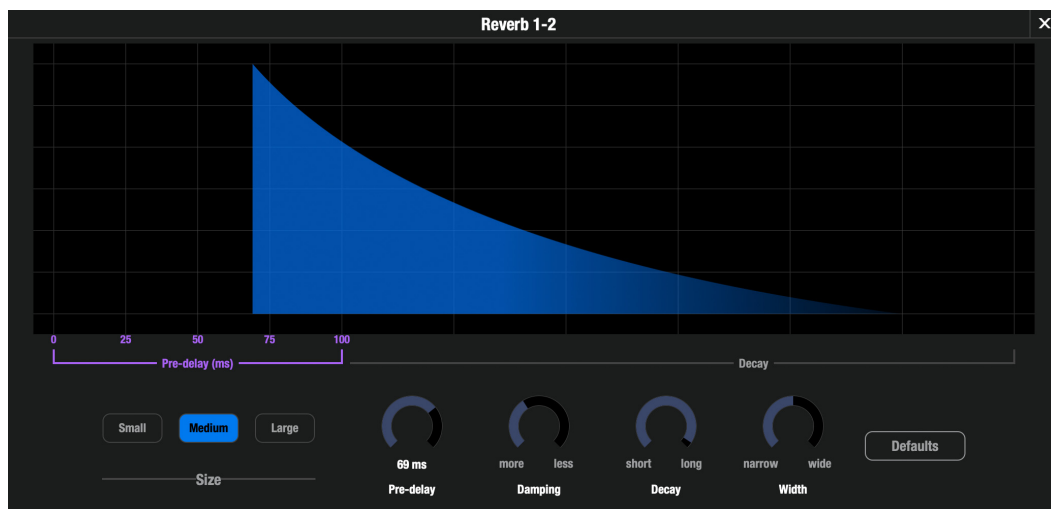 Reverb 1-2
X
0 25 50 75 100
Pre-delay (ms)
Decay
Small Medium Large
Size
69 ms
Pre-delay
more less
Damping
short long
Decay
narrow wide
Width
Defaults